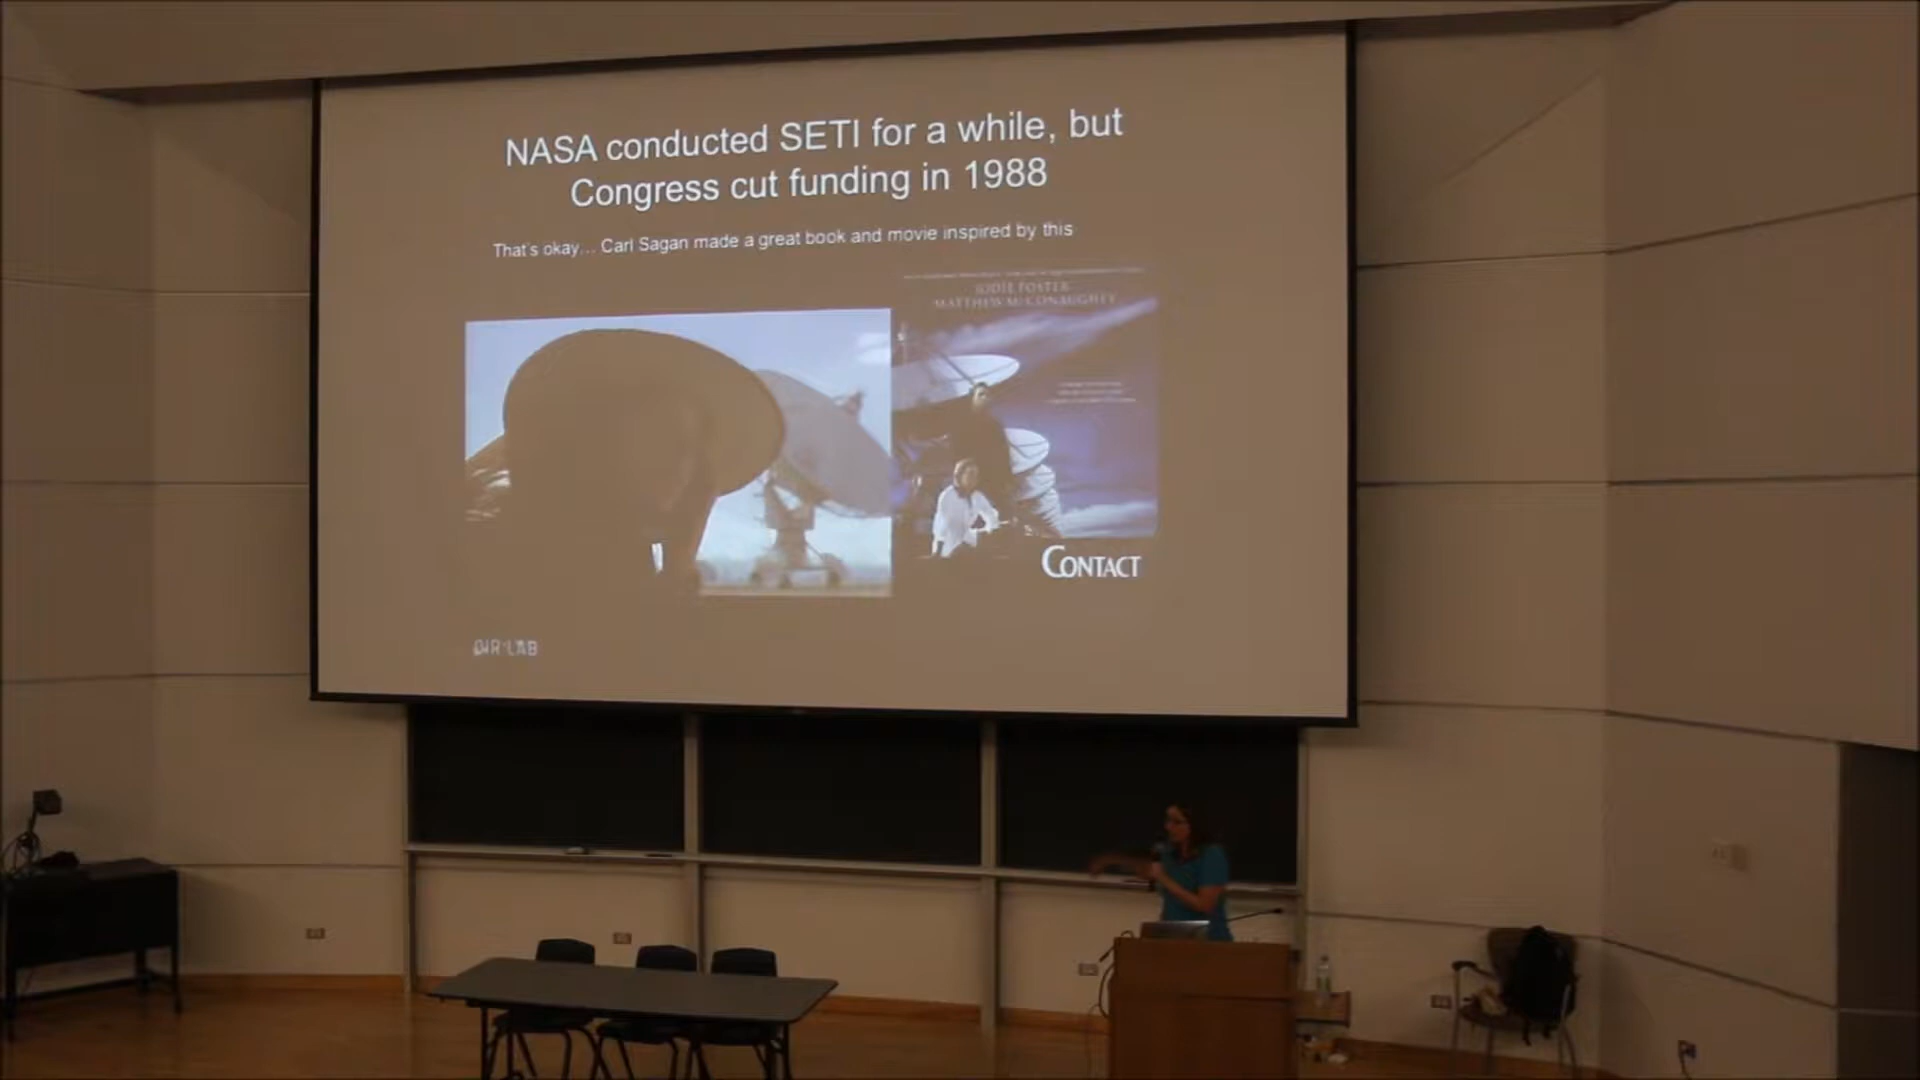 NASA conducted SETI for a while, but
Congress cut funding in 1988
That's okay... Carl Sagan made a great book and movie inspired by this
JODIE FOSTER
MATTHEW McCONAUGHEY
CONTACT